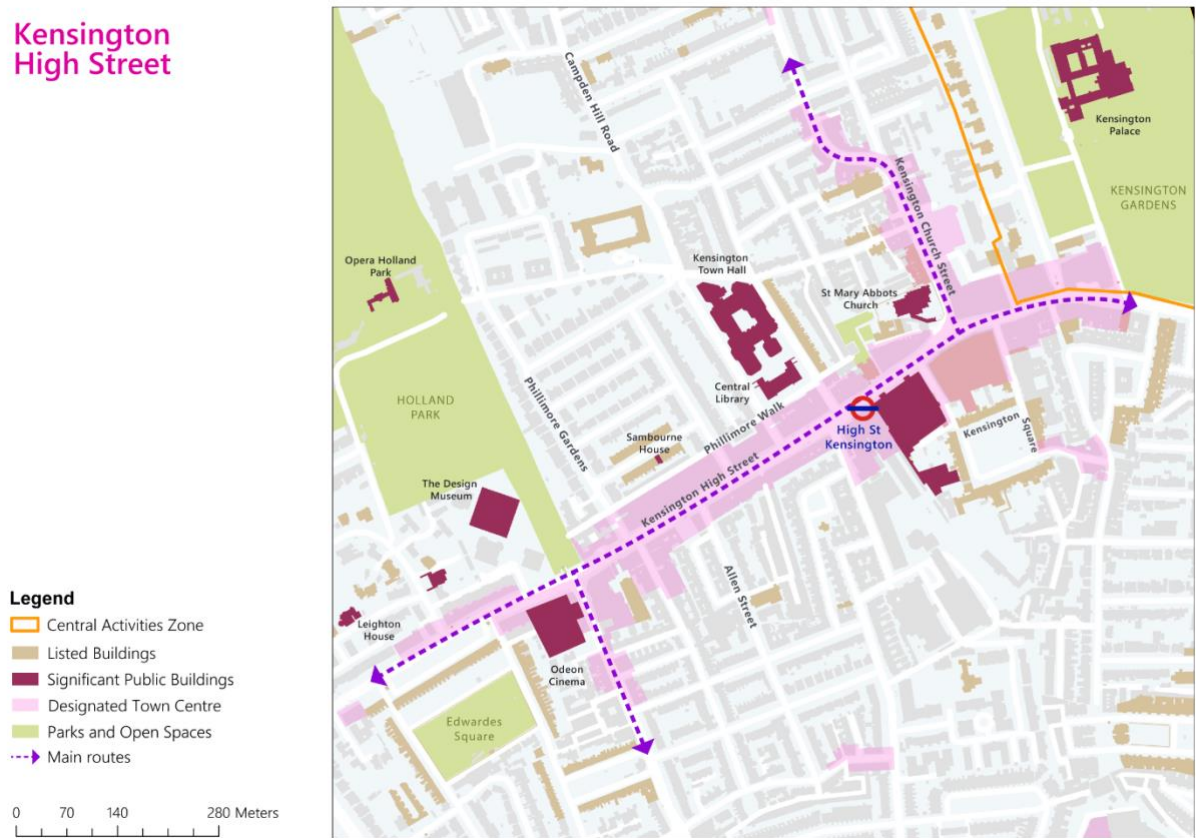 Kensington
High Street
Campden Hill Road
Kensington
Palace
KENSINGTON
GARDENS
Kensington Church Street
Opera Holland
Park
Kensington
Town Hall
St Mary Abbots
Church
Phillimore Gardens
HOLLAND
PARK
Central
Library
Phillimore Walk
High St
Kensington
Kensington
Square
Sambourne
House
Kensington High Street
The Design
Museum
Allen Street
Leighton
House
Odeon
Cinema
Edwardes
Square
Legend
Central Activities Zone
Listed Buildings
Significant Public Buildings
Designated Town Centre
Parks and Open Spaces
Main routes
0 70 140 280 Meters